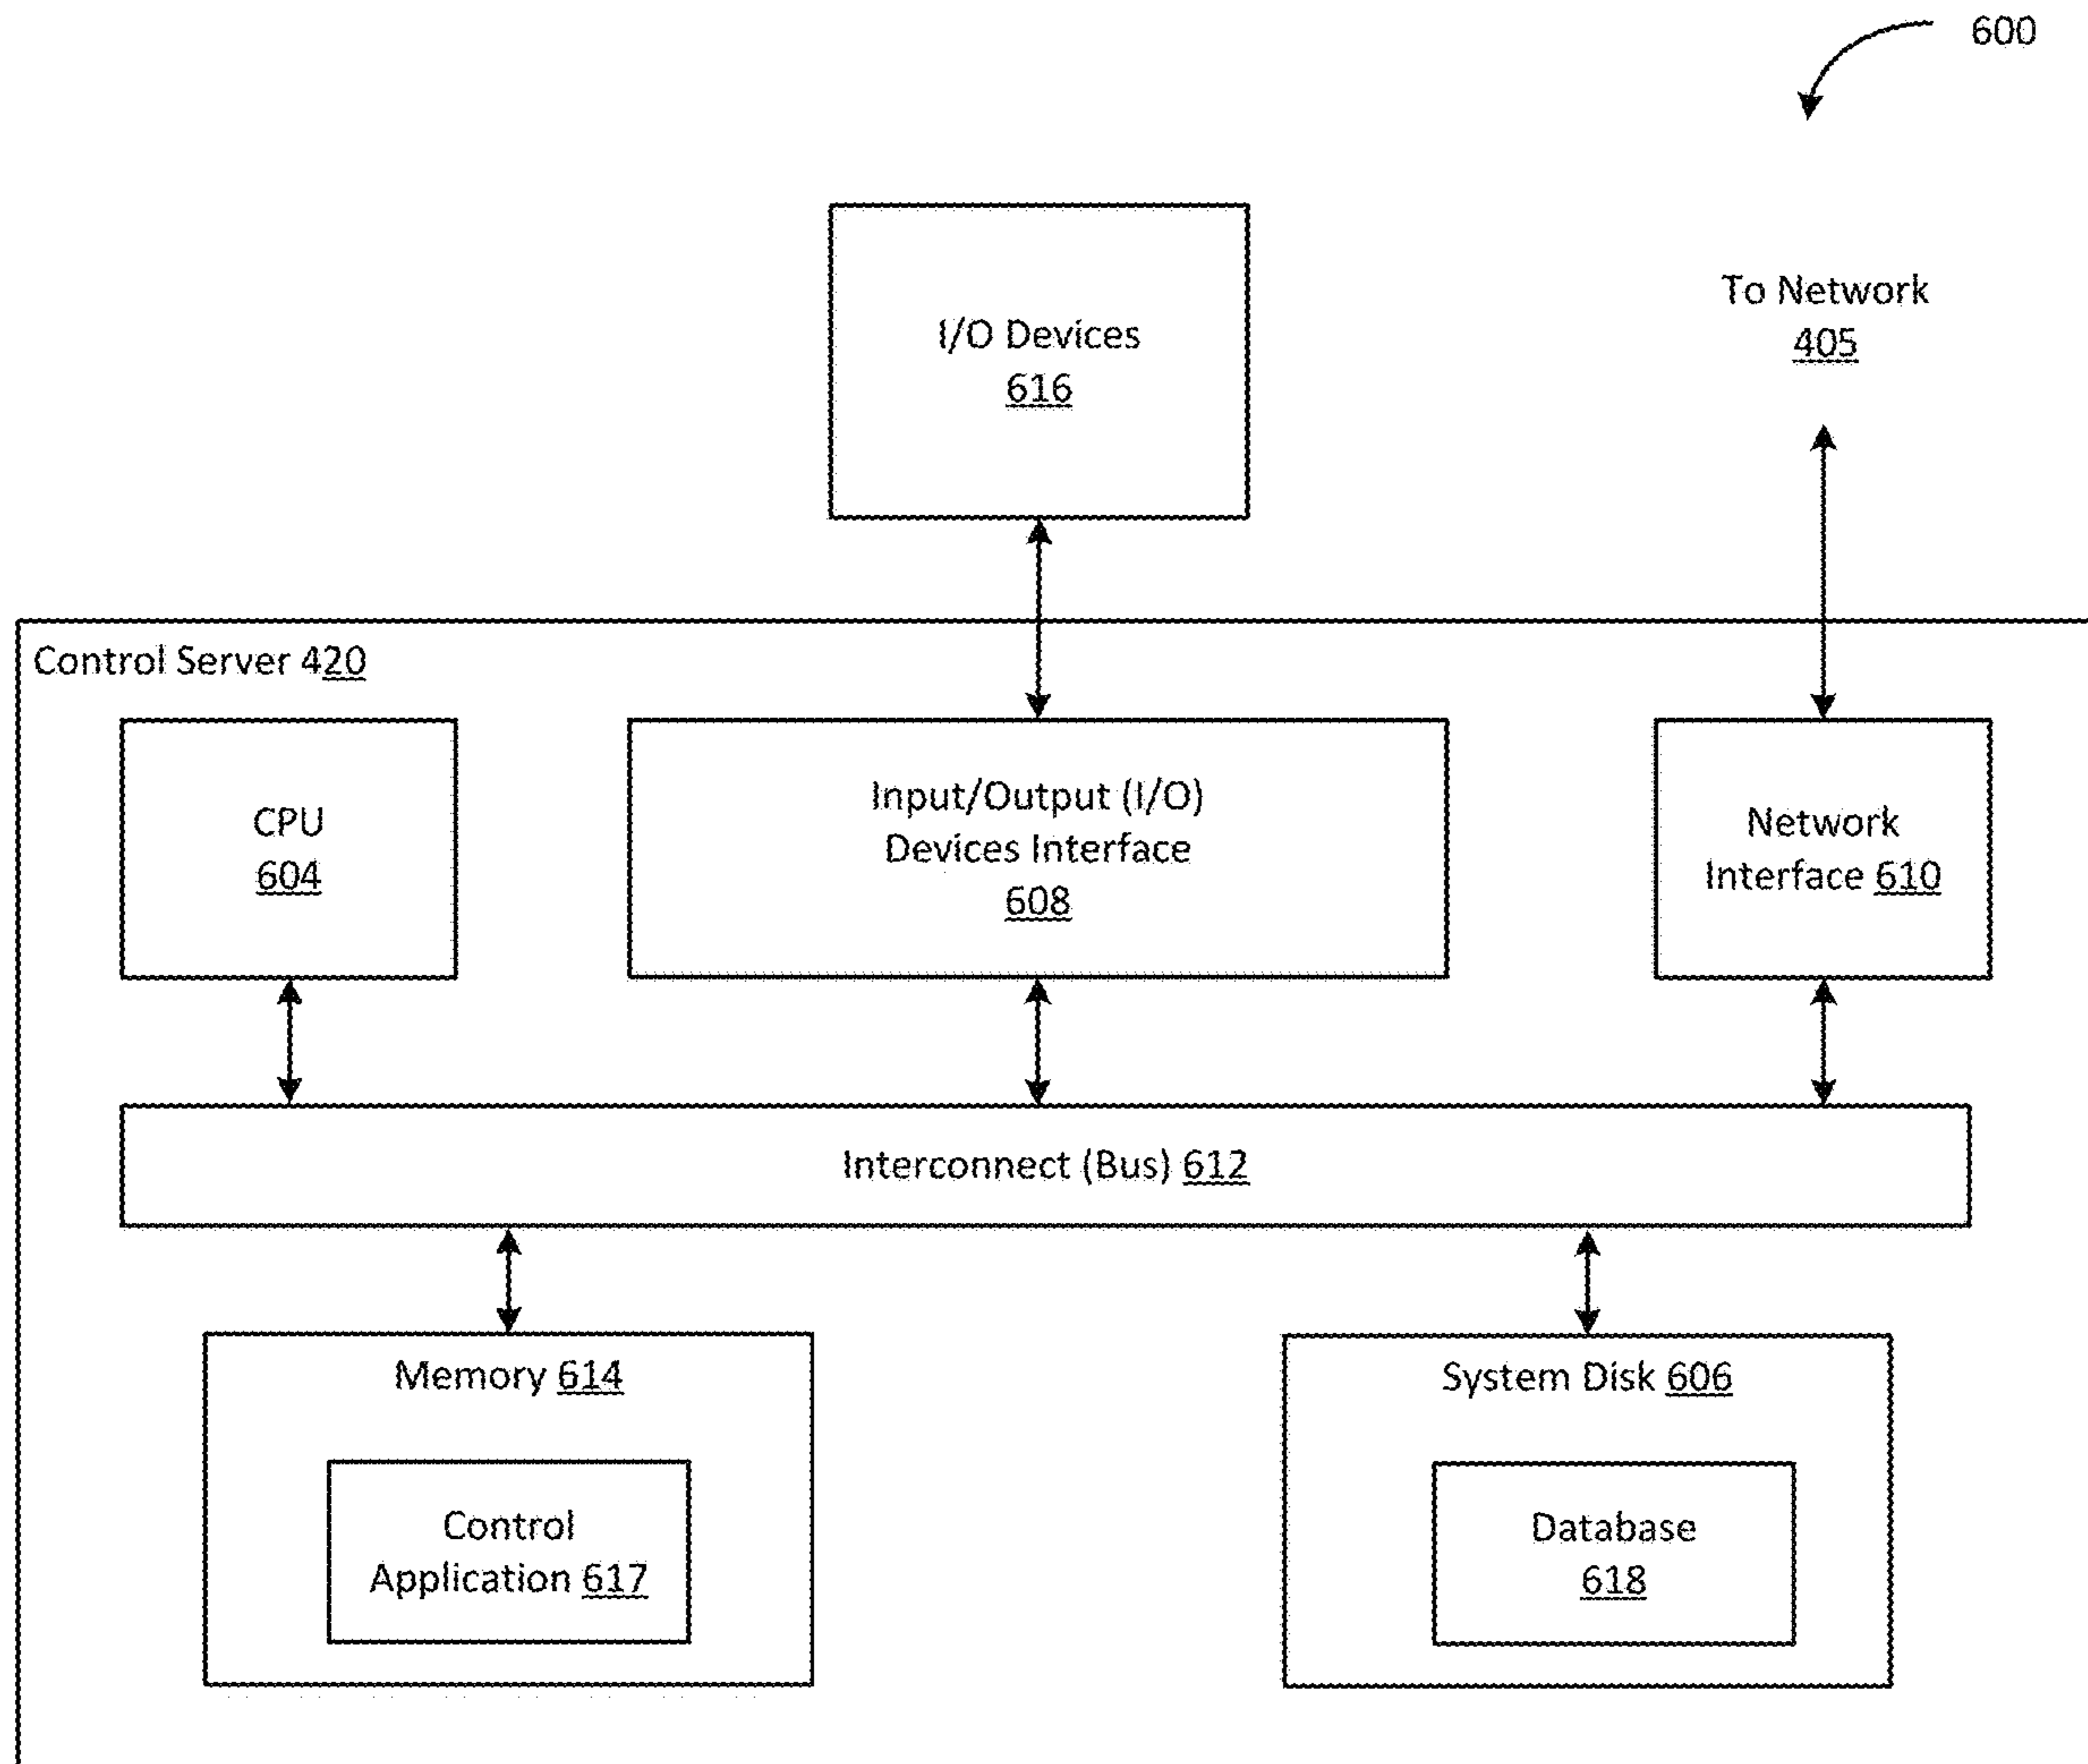 600
I/O Devices
616
To Network
405
Control Server 420
CPU
604
Input/Output (I/O)
Devices Interface
608
Network
Interface 610
Interconnect (Bus) 612
Memory 614
Control
Application 617
System Disk 606
Database
618